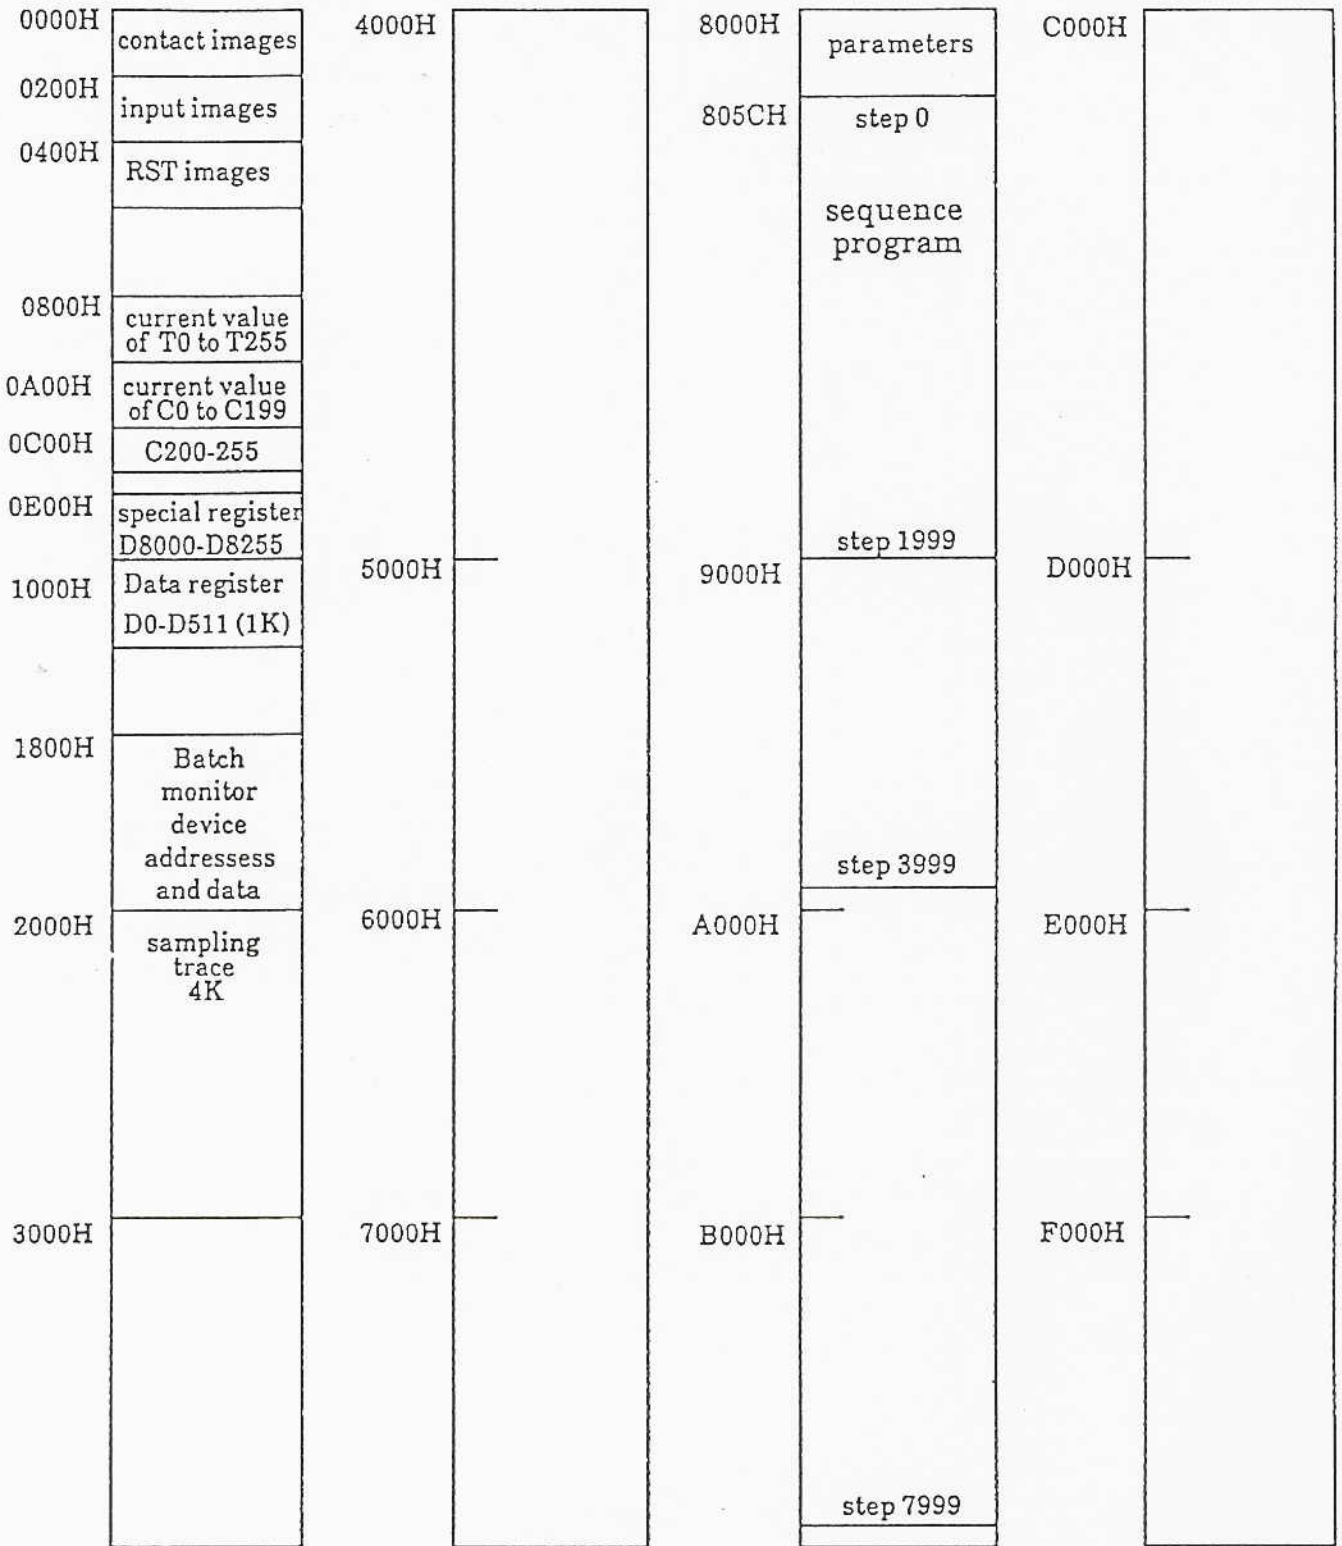 0000H
contact images
0200H
input images
0400H
RST images
0800H
current value
of T0 to T255
0A00H
current value
of C0 to C199
0C00H
C200-255
0E00H
special register
D8000-D8255
1000H
Data register
D0-D511 (1K)
1800H
Batch
monitor
device
addressess
and data
2000H
sampling
trace
4K
3000H
4000H
5000H
6000H
7000H
8000H
parameters
805CH
step 0
sequence
program
step 1999
9000H
step 3999
A000H
B000H
step 7999
C000H
D000H
E000H
F000H